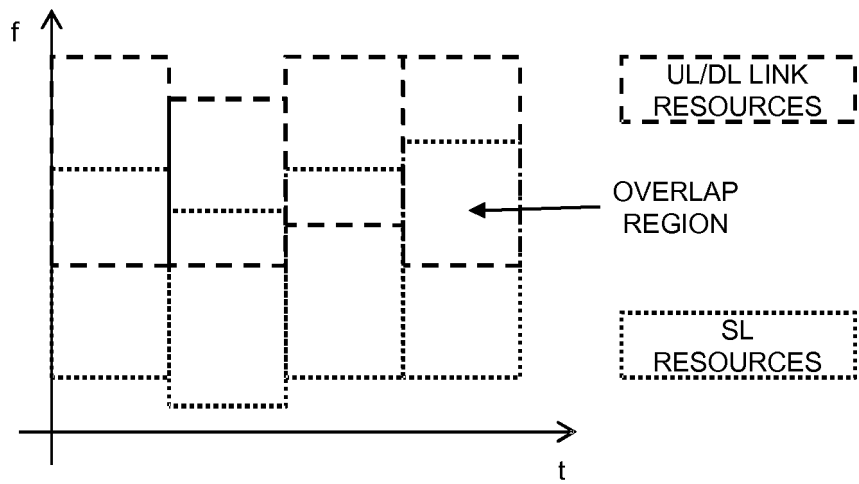 f
UL/DL LINK
RESOURCES
OVERLAP
REGION
SL
RESOURCES
t